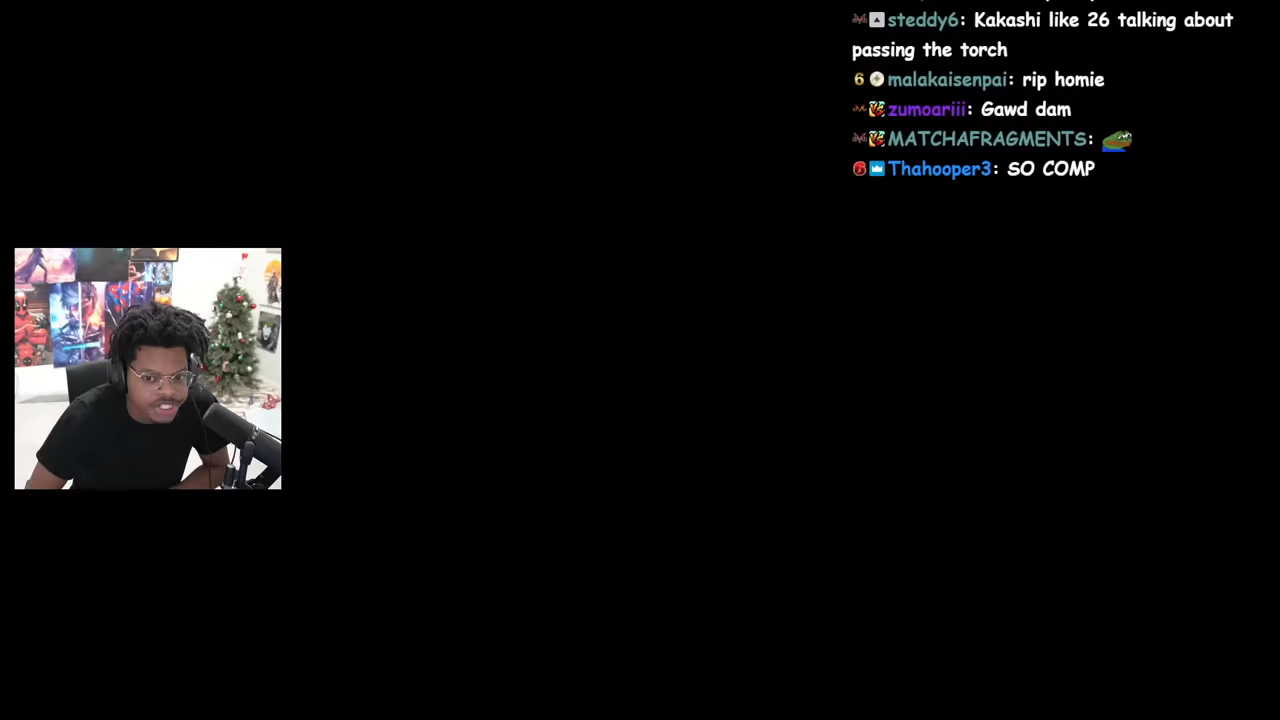 steddy6: Kakashi like 26 talking about
passing the torch
6 malakaisenpai: rip homie
zumoariii: Gawd dam
MATCHAFRAGMENTS:
6 Thahooper3: SO COMP